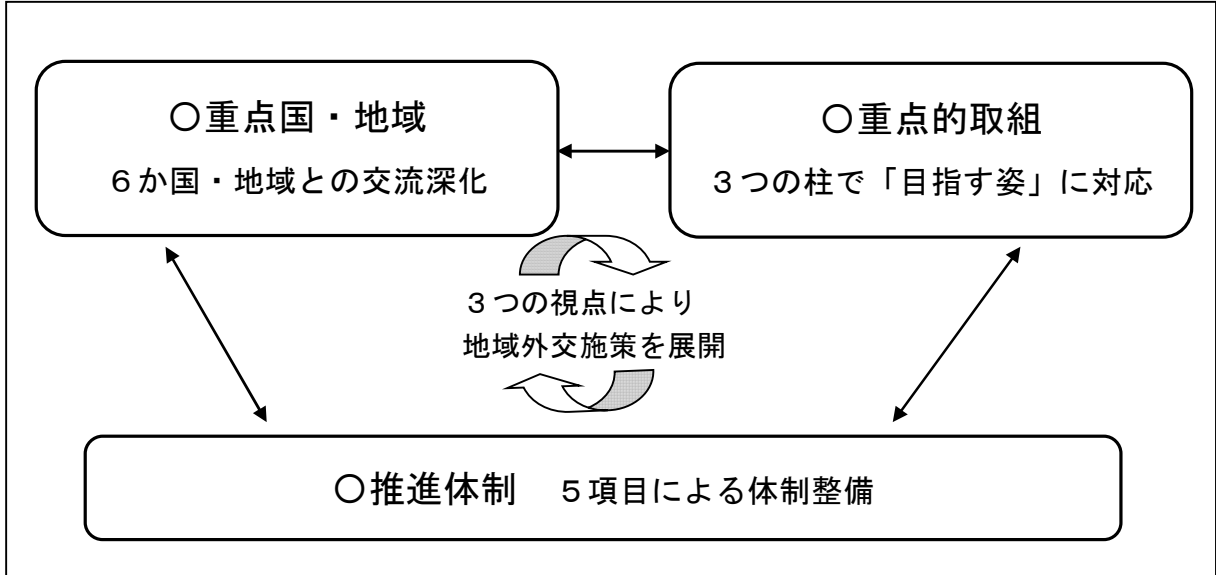 ○重点国・地域
６か国・地域との交流深化
○重点的取組
３つの柱で「目指す姿」に対応
３つの視点により
地域外交施策を展開
○推進体制　５項目による体制整備